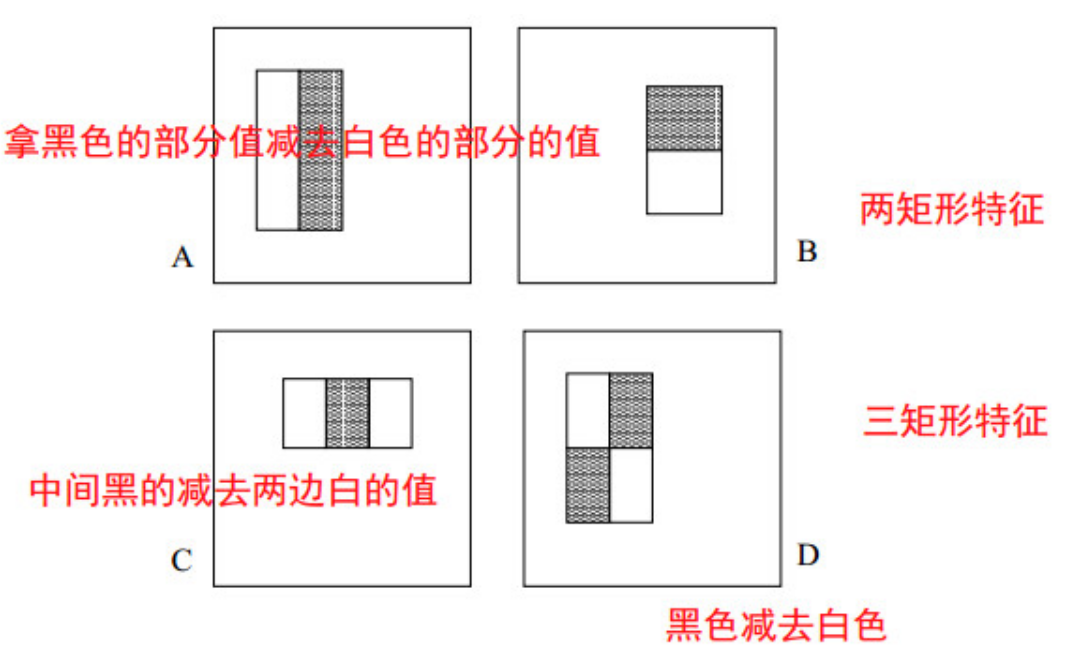 拿黑色的部分值减去白色的部分的值
两矩形特征
A
B
三矩形特征
中间黑的减去两边白的值
C
D
黑色减去白色